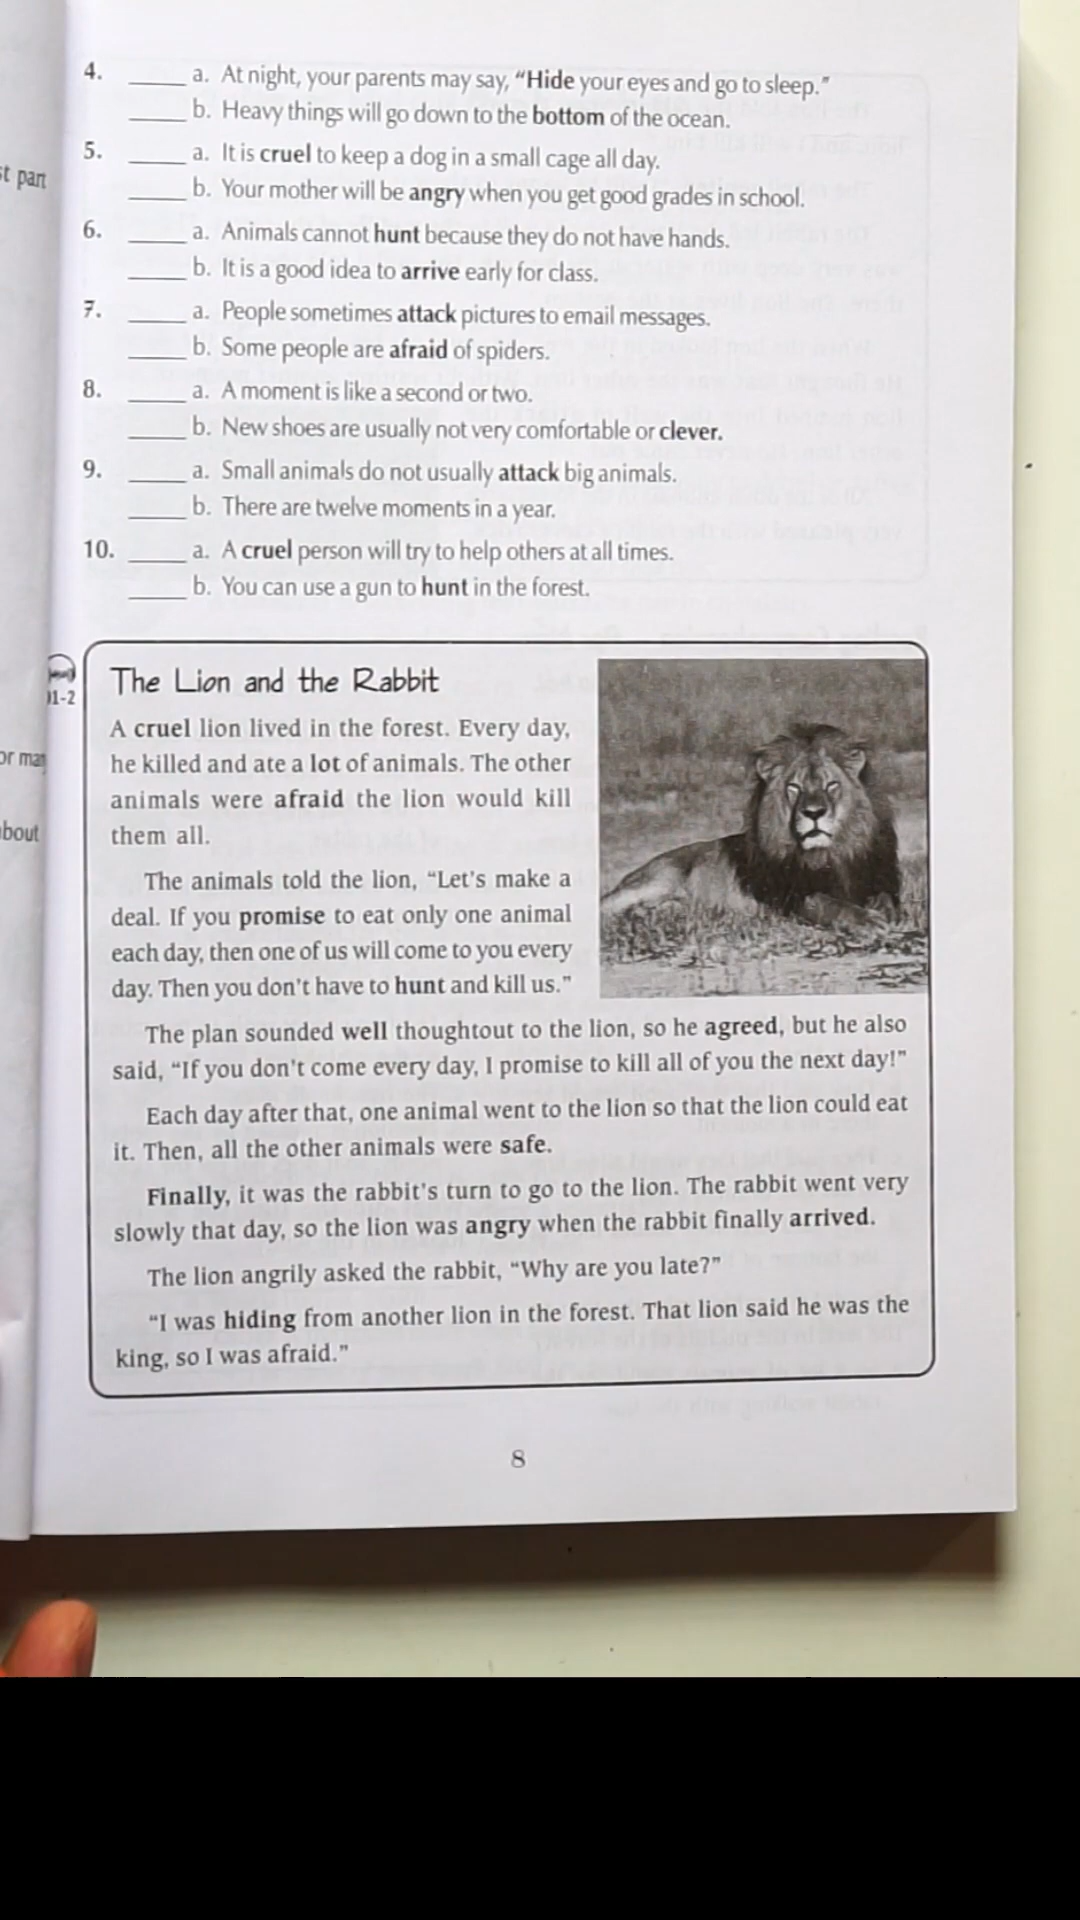 4. _____ a. At night, your parents may say, “Hide your eyes and go to sleep.”
_____ b. Heavy things will go down to the bottom of the ocean.
5. _____ a. It is cruel to keep a dog in a small cage all day.
_____ b. Your mother will be angry when you get good grades in school.
6. _____ a. Animals cannot hunt because they do not have hands.
_____ b. It is a good idea to arrive early for class.
7. _____ a. People sometimes attack pictures to email messages.
_____ b. Some people are afraid of spiders.
8. _____ a. A moment is like a second or two.
_____ b. New shoes are usually not very comfortable or clever.
9. _____ a. Small animals do not usually attack big animals.
_____ b. There are twelve moments in a year.
10. _____ a. A cruel person will try to help others at all times.
_____ b. You can use a gun to hunt in the forest.
The Lion and the Rabbit
A cruel lion lived in the forest. Every day,
he killed and ate a lot of animals. The other
animals were afraid the lion would kill
them all.
The animals told the lion, “Let's make a
deal. If you promise to eat only one animal
each day, then one of us will come to you every
day. Then you don't have to hunt and kill us.”
The plan sounded well thoughtout to the lion, so he agreed, but he also
said, “If you don't come every day, I promise to kill all of you the next day!”
Each day after that, one animal went to the lion so that the lion could eat
it. Then, all the other animals were safe.
Finally, it was the rabbit's turn to go to the lion. The rabbit went very
slowly that day, so the lion was angry when the rabbit finally arrived.
The lion angrily asked the rabbit, “Why are you late?”
“I was hiding from another lion in the forest. That lion said he was the
king, so I was afraid.”
8